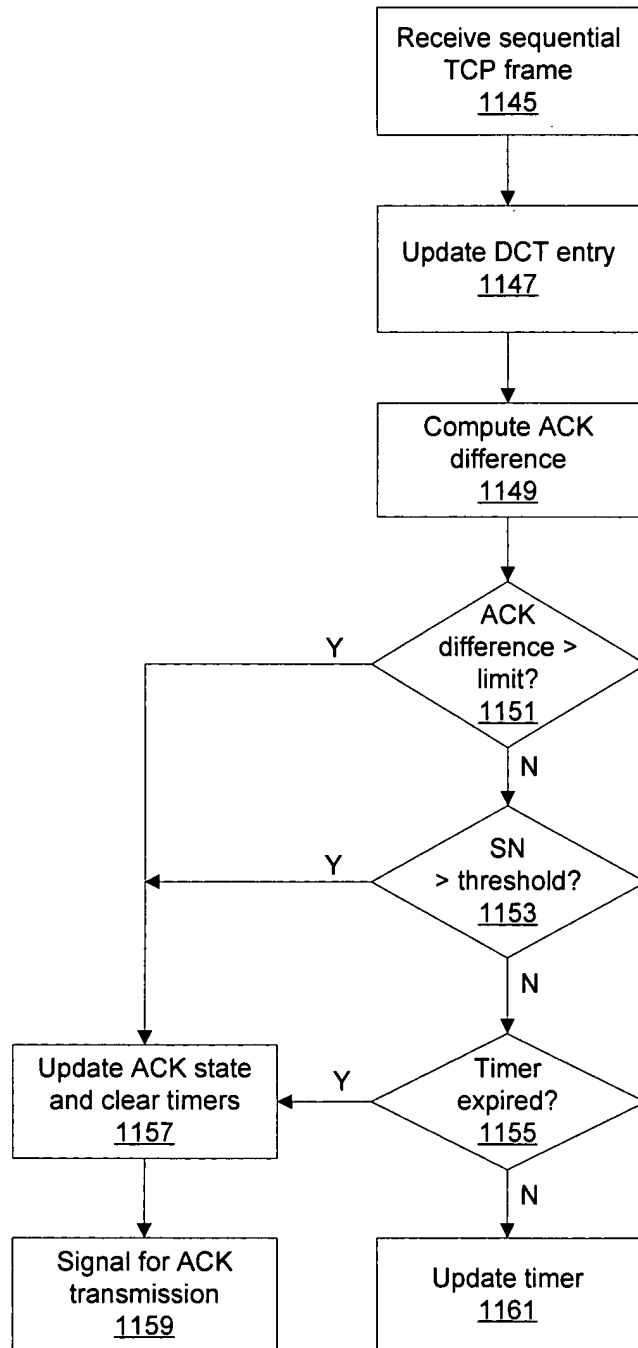 Receive sequential
TCP frame
1145
Update DCT entry
1147
Compute ACK
difference
1149
ACK
difference >
limit?
1151
Y
N
SN
> threshold?
1153
Y
N
Timer
expired?
1155
Y
N
Update ACK state
and clear timers
1157
Signal for ACK
transmission
1159
Update timer
1161